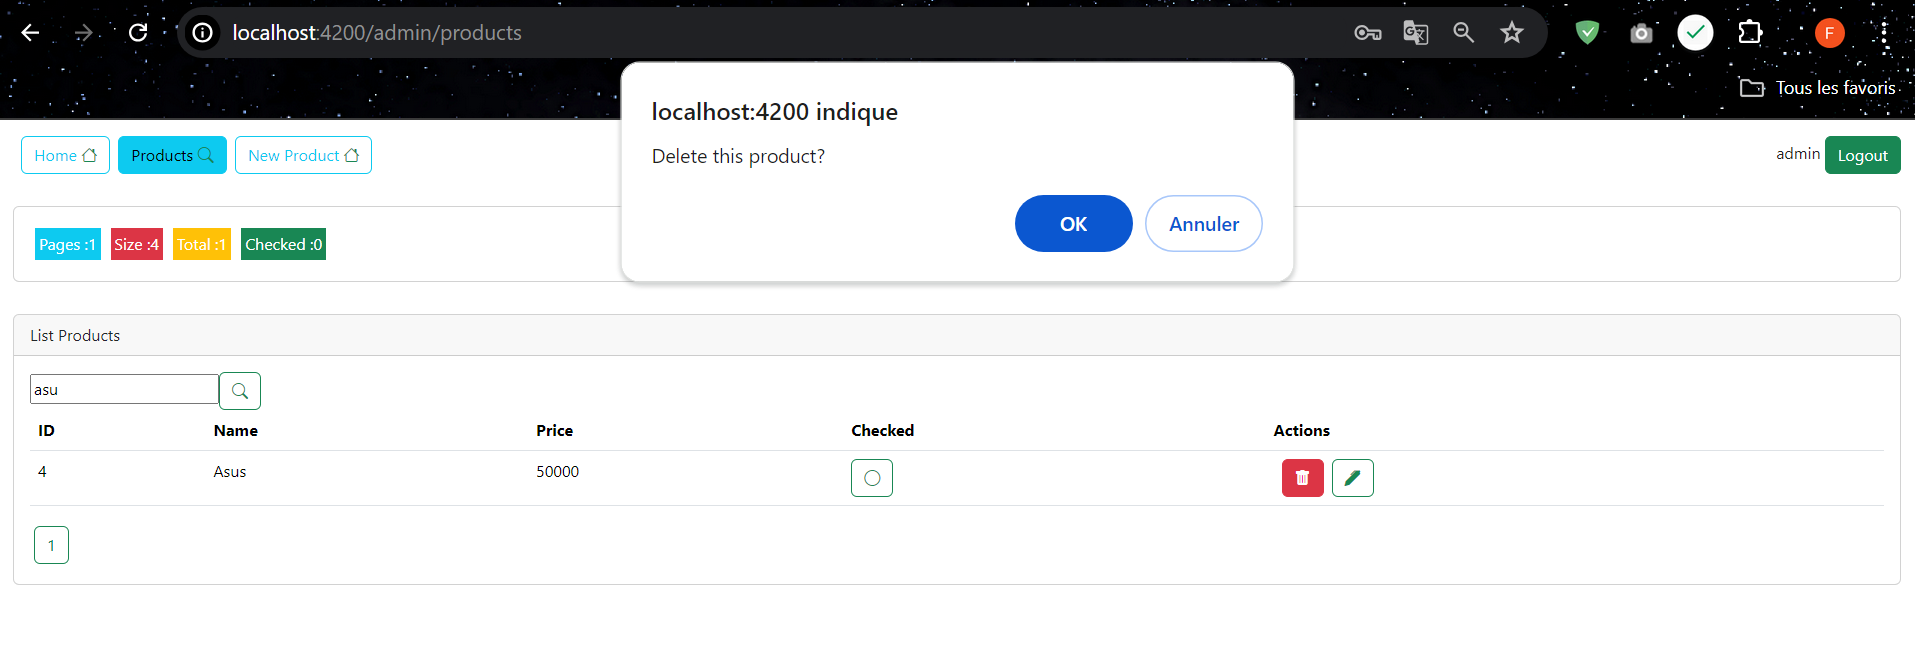 localhost:4200/admin/products
F
Tous les favoris
localhost:4200 indique
Delete this product?
OK Annuler
Home Products New Product admin Logout
Pages :1 Size :4 Total :1 Checked :0
List Products
asu
ID Name Price Checked Actions
4 Asus 50000
1